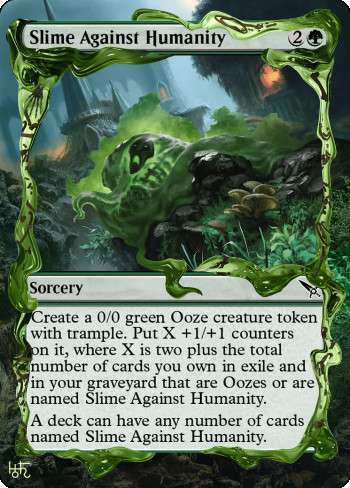 Slime Against Humanity 2
Sorcery
Create a 0/0 green Ooze creature token
with trample. Put X +1/+1 counters
on it, where X is two plus the total
number of cards you own in exile and
in your graveyard that are Oozes or are
named Slime Against Humanity.
A deck can have any number of cards
named Slime Against Humanity.